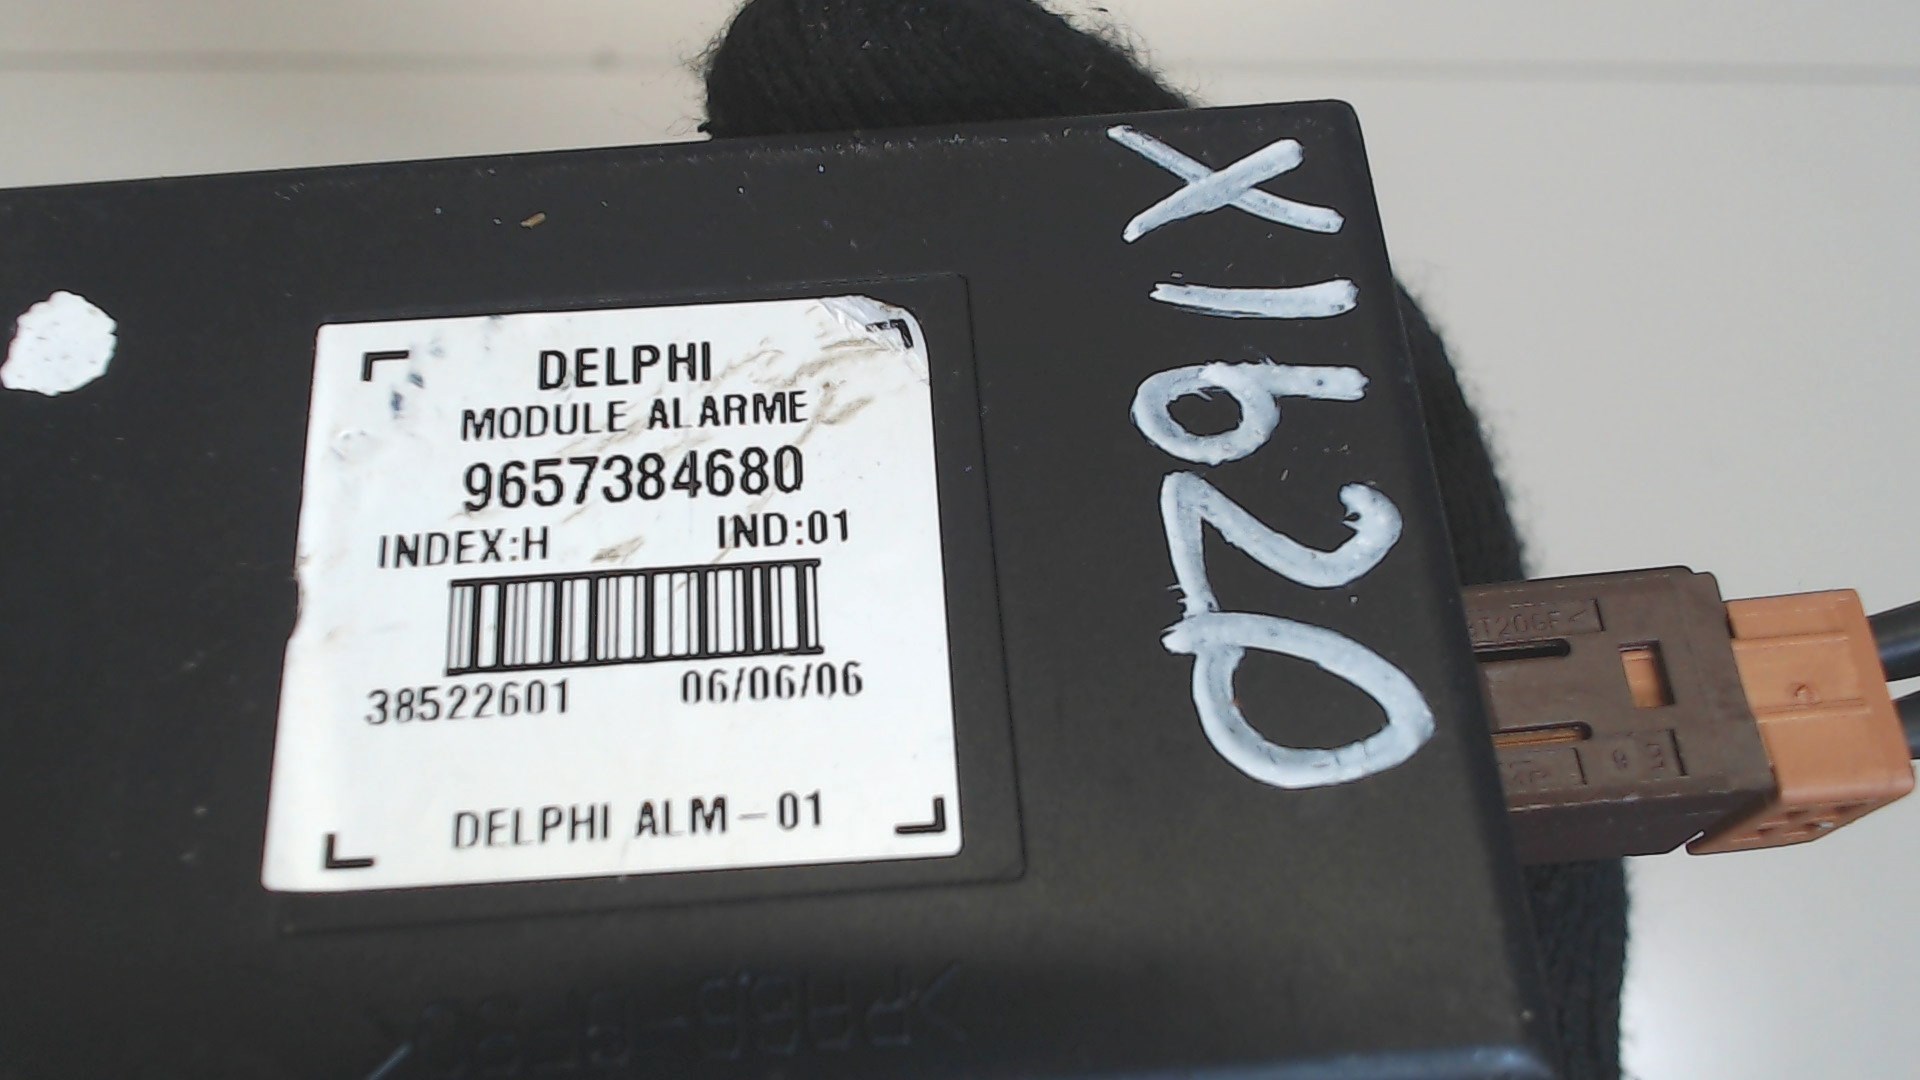 DELPHI
MODULE ALARME
9657384680
INDEX:H IND:01
38522601 06/06/06
DELPHI ALM-01
X1620